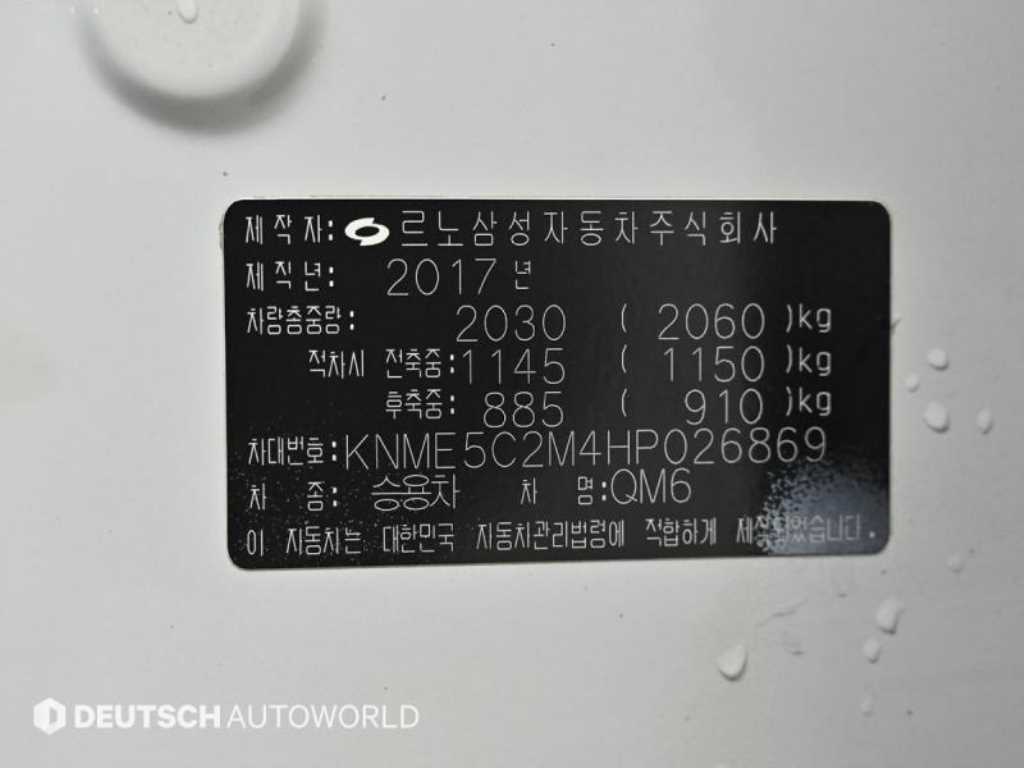 제 작 자: 르노삼성자동차주식회사
제 작 년: 2017 년
차량총중량: 2030 ( 2060 )kg
적차시 전축중: 1145 ( 1150 )kg
후축중: 885 ( 910 )kg
차대번호: KNME5C2M4HP026869
차 종: 승용차 차 명: QM6
이 자동차는 대한민국 자동차관리법령에 적합하게 제작되었습니다.
DEUTSCH AUTOWORLD